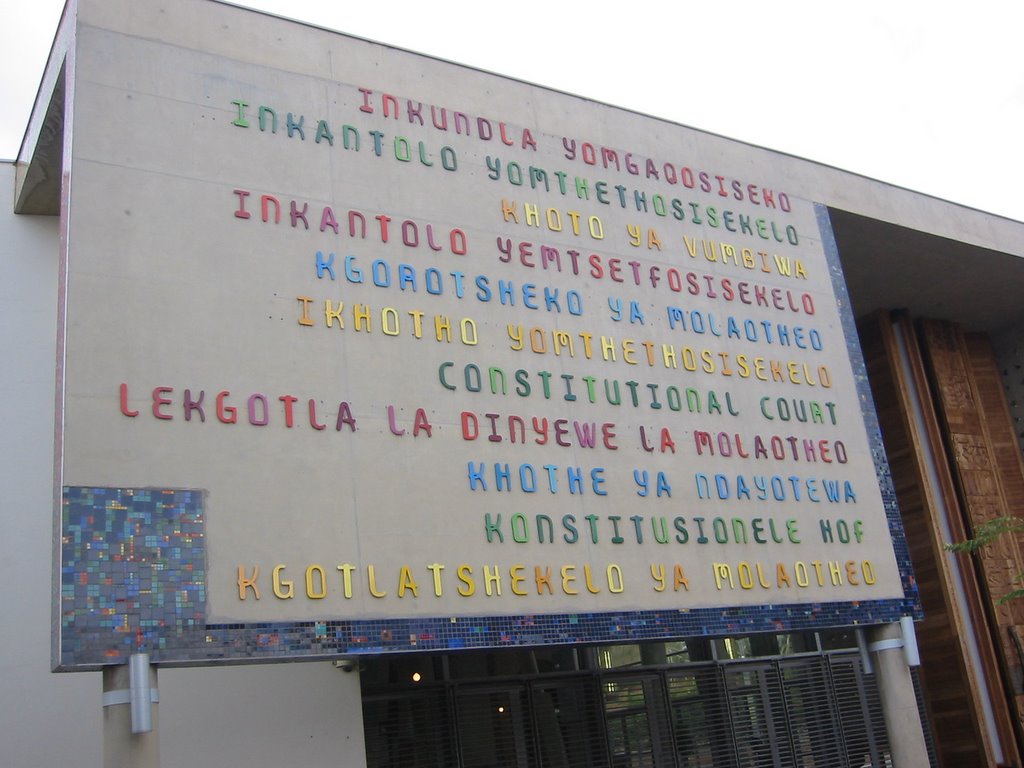 INKUNDLA YOMGAQOSISEKO
INKANTOLO YOMTHETHOSISEKELO
KHOTO YA VUMBIWA
INKANTOLO YEMTSETFOSISEKELO
KGOROTSHEKO YA MOLAOTHEO
IKHOTHO YOMTHETHOSISEKELO
CONSTITUTIONAL COURT
LEKGOTLA LA DINYEWE LA MOLAOTHEO
KHOTHE YA NDAYOTEWA
KONSTITUSIONELE HOF
KGOTLATSHEKELO YA MOLAOTHEO